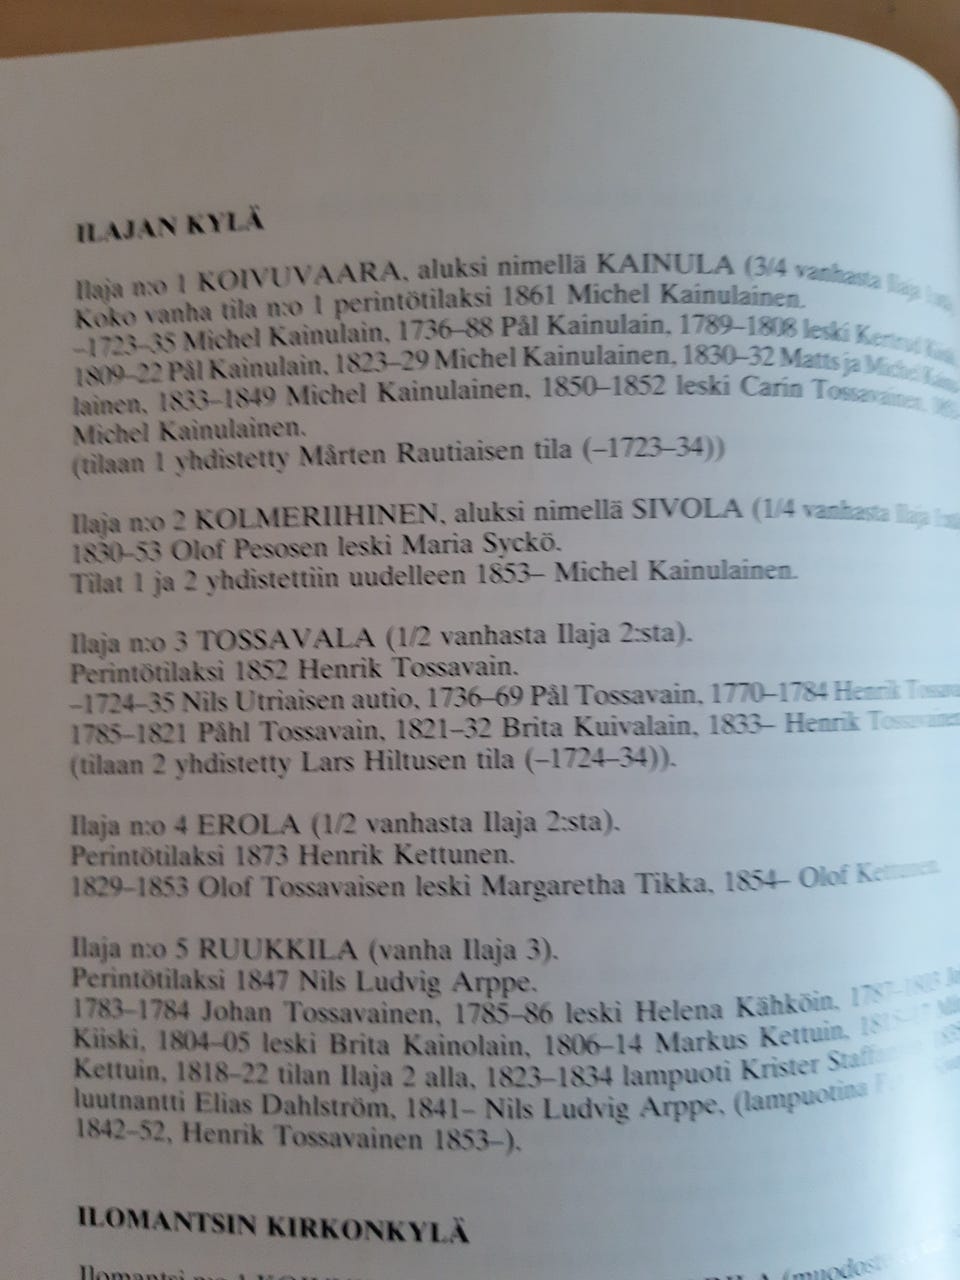 ILAJAN KYLÄ
Ilaja n:o 1 KOIVUVAARA, aluksi nimellä KAINULA (3/4 vanhasta Ilaja
Koko vanha tila n:o 1 perintötilaksi 1861 Michel Kainulainen.
–1723–35 Michel Kainulain, 1736–88 Pål Kainulain, 1789–1808 leski Kertrud
1809–22 Pål Kainulain, 1823–29 Michel Kainulainen, 1830–32 Matts ja Michel
lainen, 1833–1849 Michel Kainulainen, 1850–1852 leski Carin Tossavainen,
Michel Kainulainen.
(tilaan 1 yhdistetty Mårten Rautiaisen tila (–1723–34))
Ilaja n:o 2 KOLMERIIHINEN, aluksi nimellä SIVOLA (1/4 vanhasta Ilaja
1830–53 Olof Pesosen leski Maria Syckö.
Tilat 1 ja 2 yhdistettiin uudelleen 1853– Michel Kainulainen.
Ilaja n:o 3 TOSSAVALA (1/2 vanhasta Ilaja 2:sta).
Perintötilaksi 1852 Henrik Tossavain.
–1724–35 Nils Utriaisen autio, 1736–69 Pål Tossavain, 1770–1784 Henrik
1785–1821 Påhl Tossavain, 1821–32 Brita Kuivalain, 1833– Henrik Tossavainen
(tilaan 2 yhdistetty Lars Hiltusen tila (–1724–34)).
Ilaja n:o 4 EROLA (1/2 vanhasta Ilaja 2:sta).
Perintötilaksi 1873 Henrik Kettunen.
1829–1853 Olof Tossavaisen leski Margaretha Tikka, 1854– Olof Kettunen.
Ilaja n:o 5 RUUKKILA (vanha Ilaja 3).
Perintötilaksi 1847 Nils Ludvig Arppe.
1783–1784 Johan Tossavainen, 1785–86 leski Helena Kähköin, 1787–1803
Kiiski, 1804–05 leski Brita Kainolain, 1806–14 Markus Kettuin,
Kettuin, 1818–22 tilan Ilaja 2 alla, 1823–1834 lampuoti Krister
luutnantti Elias Dahlström, 1841– Nils Ludvig Arppe, (lampuotina
1842–52, Henrik Tossavainen 1853–).
ILOMANTSIN KIRKONKYLÄ